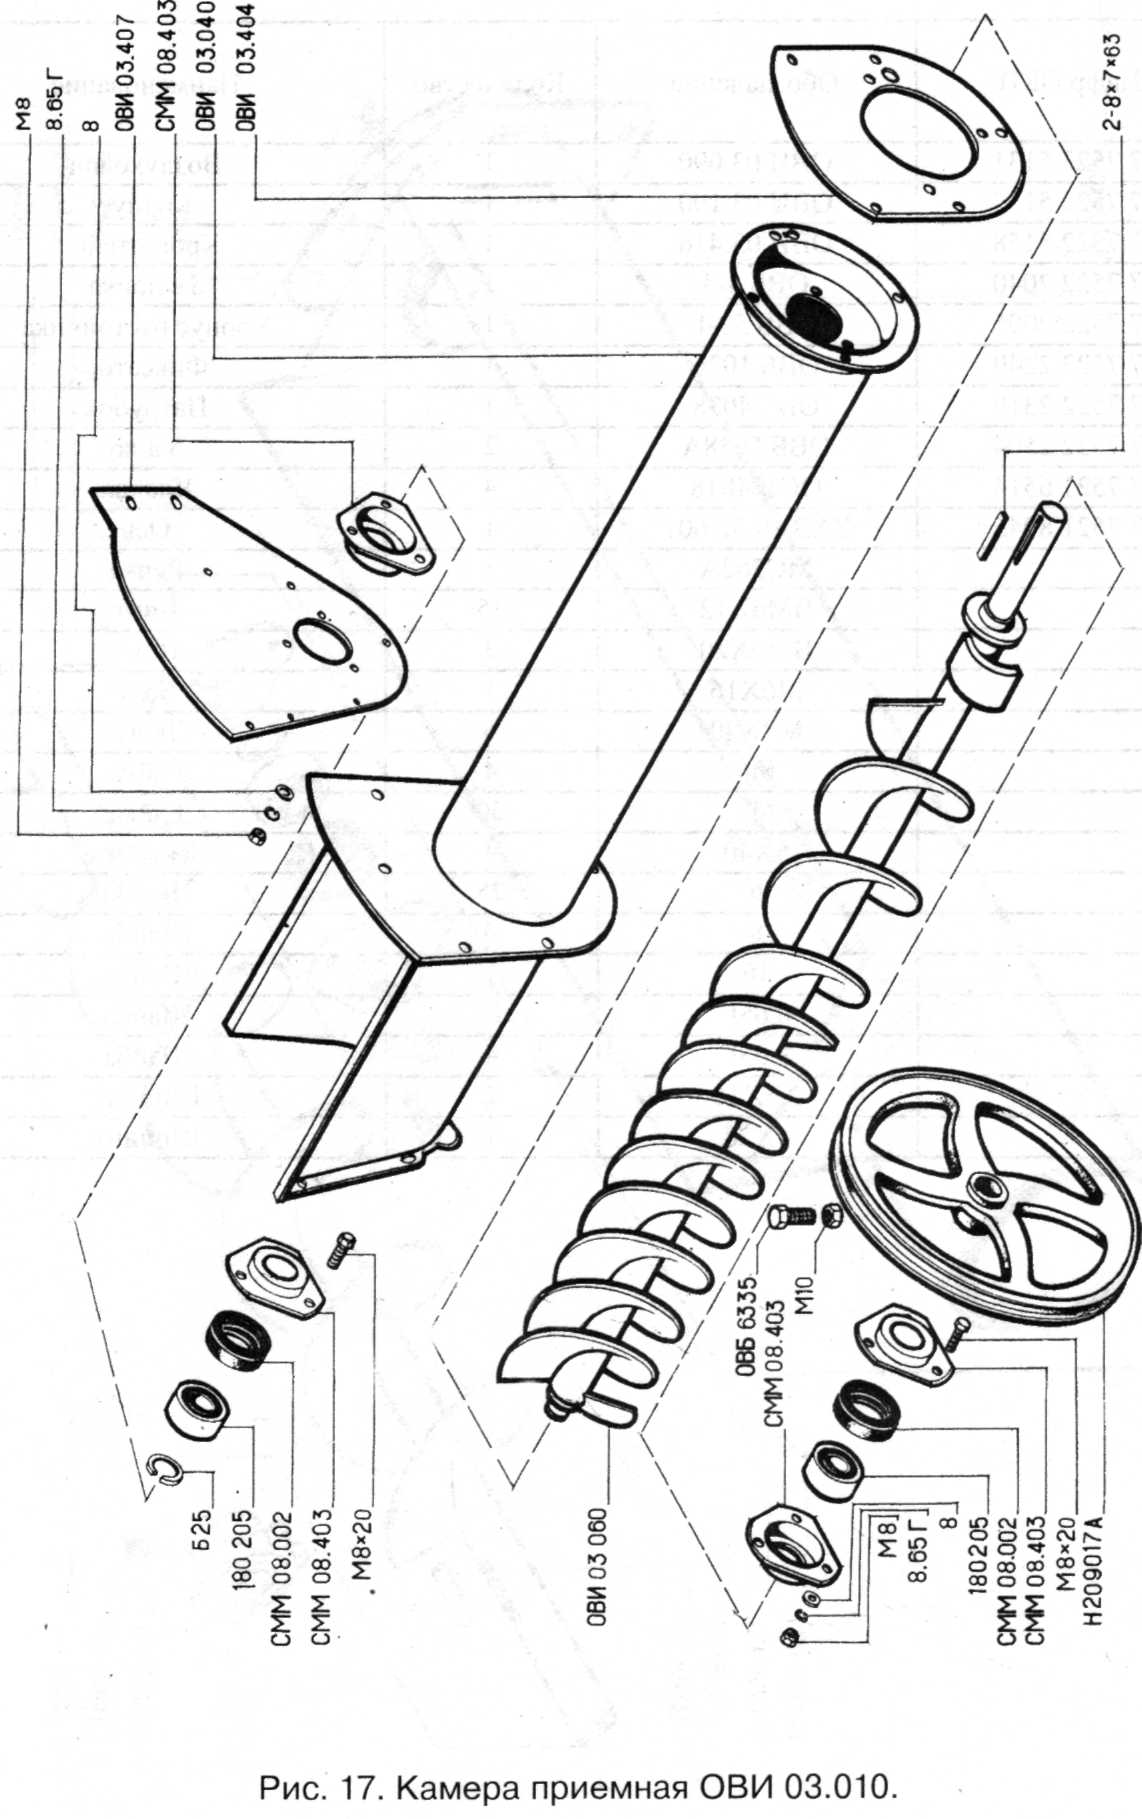 М8
8.65Г
8
ОВИ 03.407
СММ 08.403
ОВИ 03.040
ОВИ 03.404
2-8×7×63
Б25
180 205
СММ 08.002
СММ 08.403
М8×20
ОВИ 03 060
ОВБ 6335
СММ 08.403
М10
М8
8.65Г
8
180205
СММ 08.002
СММ 08.403
М8×20
Н209017А
Рис. 17. Камера приемная ОВИ 03.010.